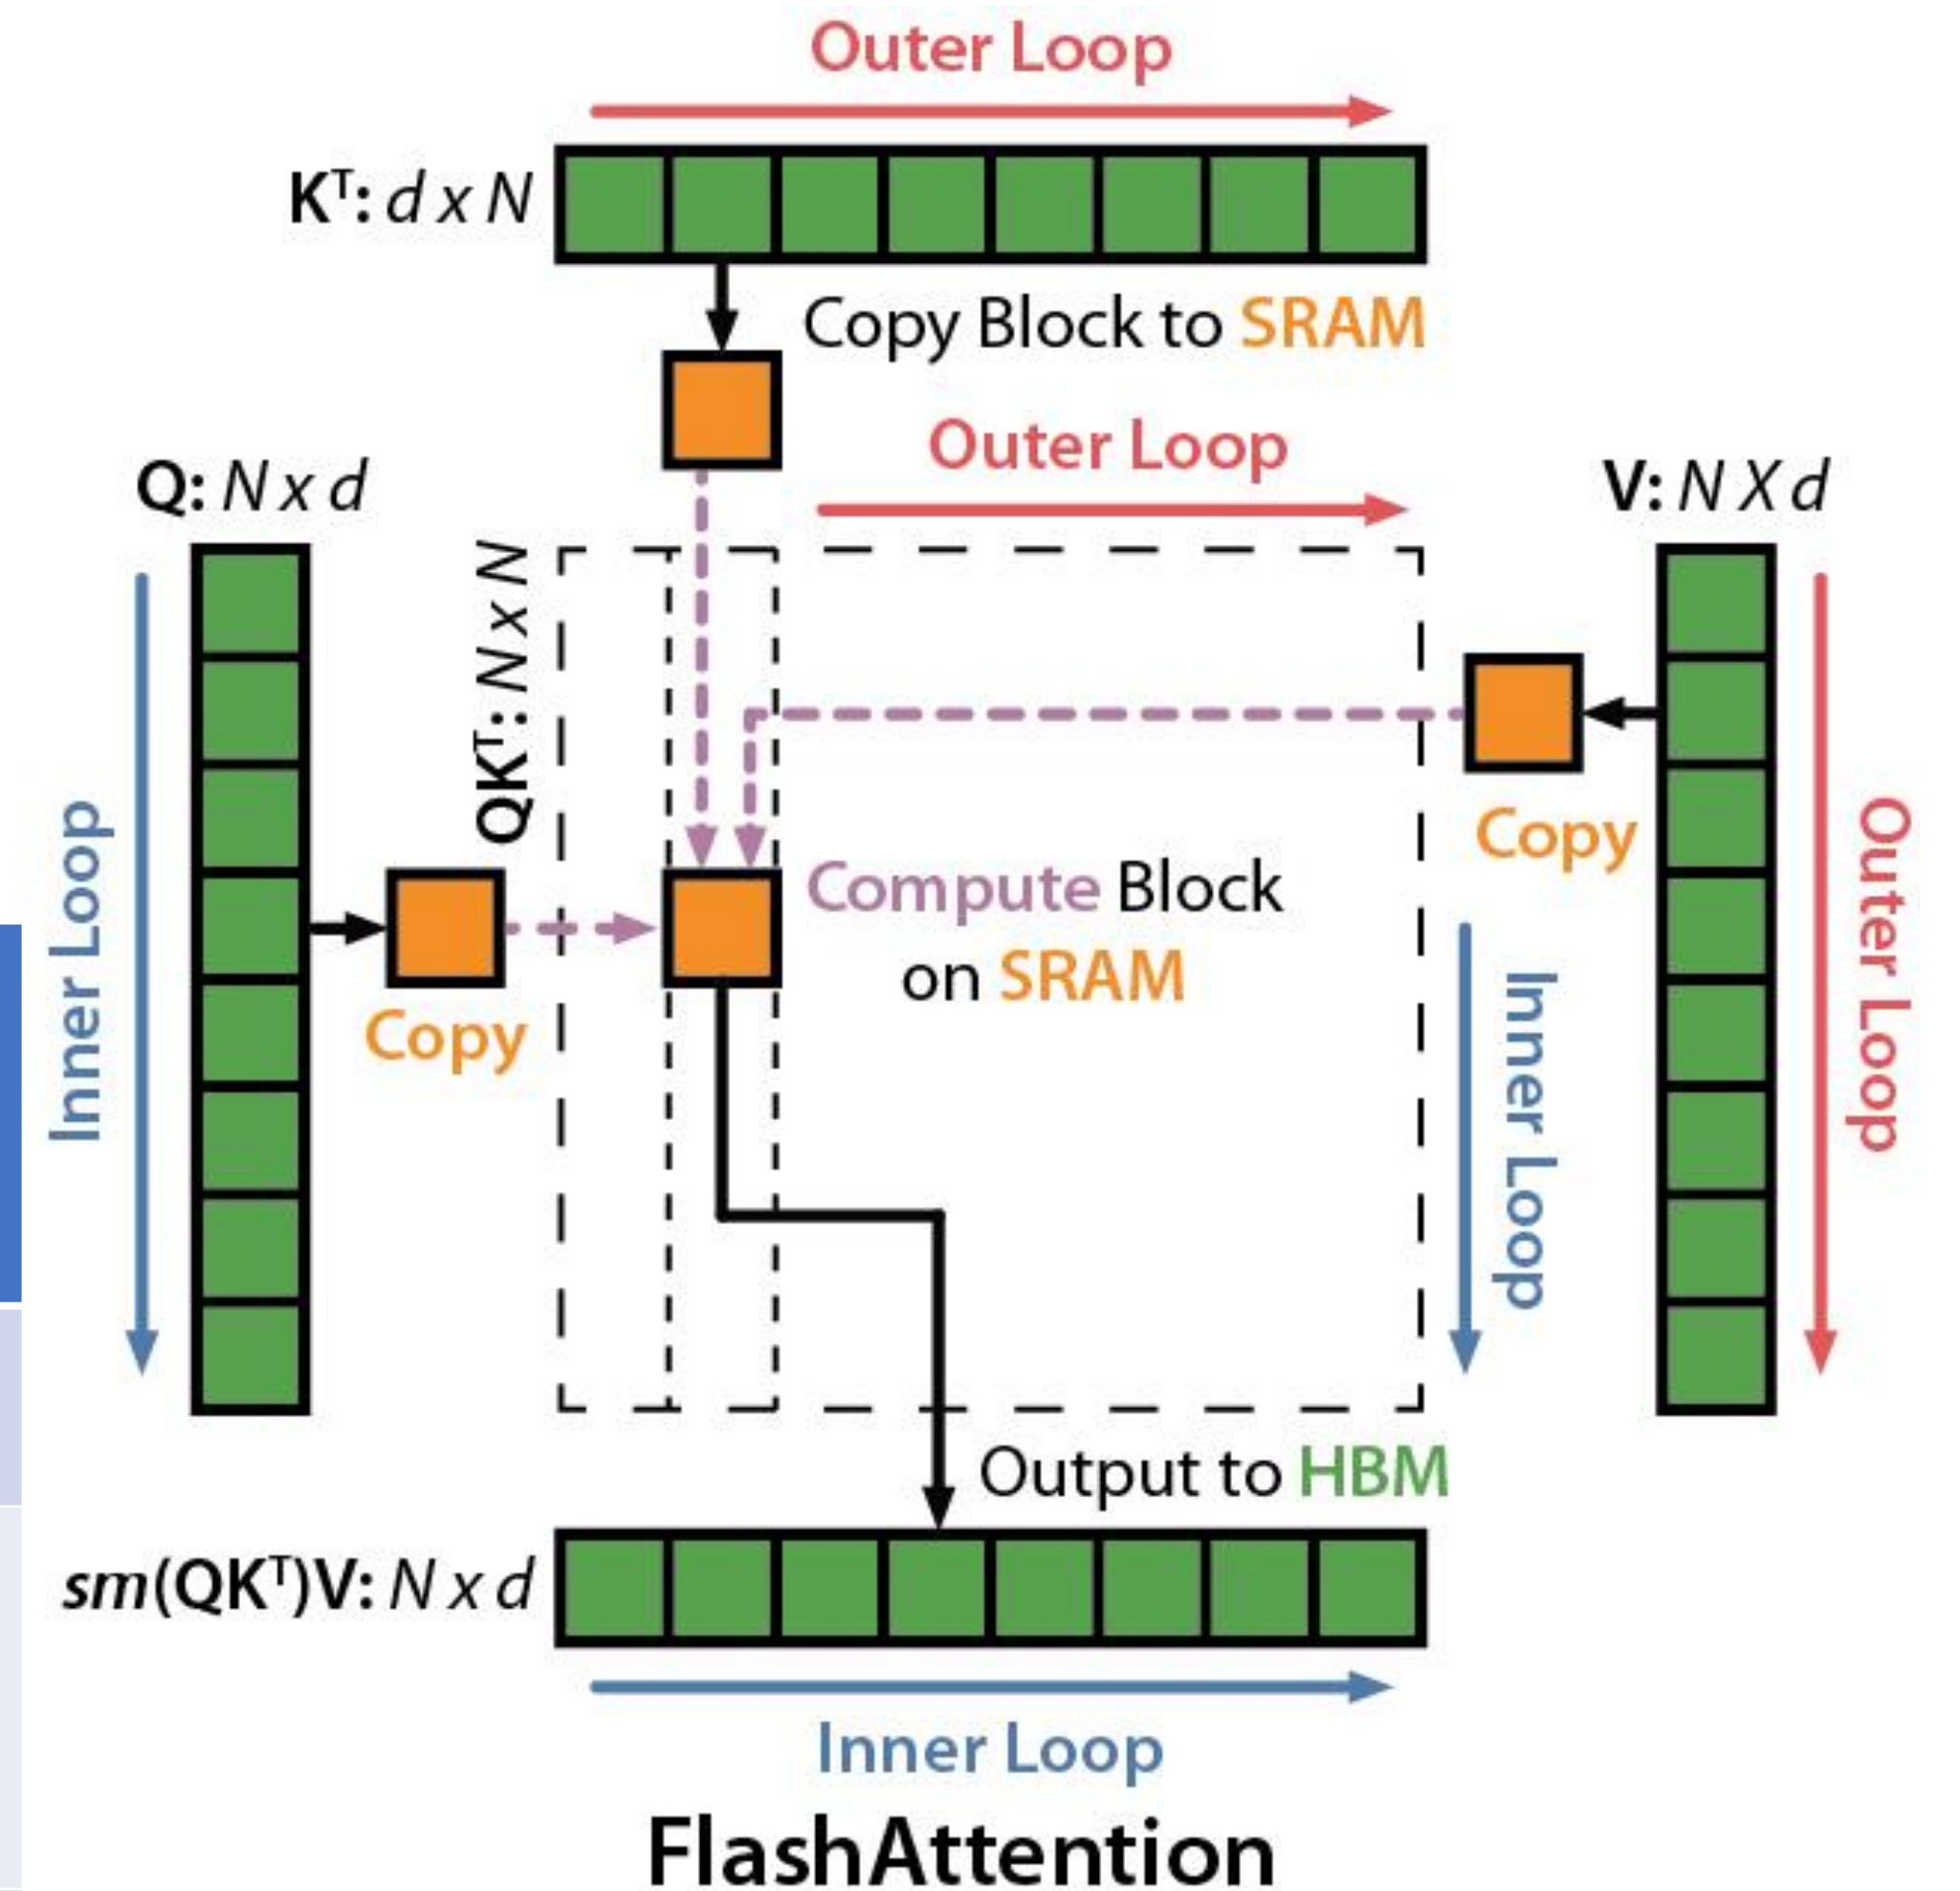 Outer Loop
Kᵀ: d x N
Copy Block to SRAM
Outer Loop
Q: N x d
V: N X d
QKᵀ: N x N
Inner Loop
Copy
Compute Block
on SRAM
Copy
Outer Loop
Inner Loop
Output to HBM
sm(QKᵀ)V: N x d
Inner Loop
FlashAttention